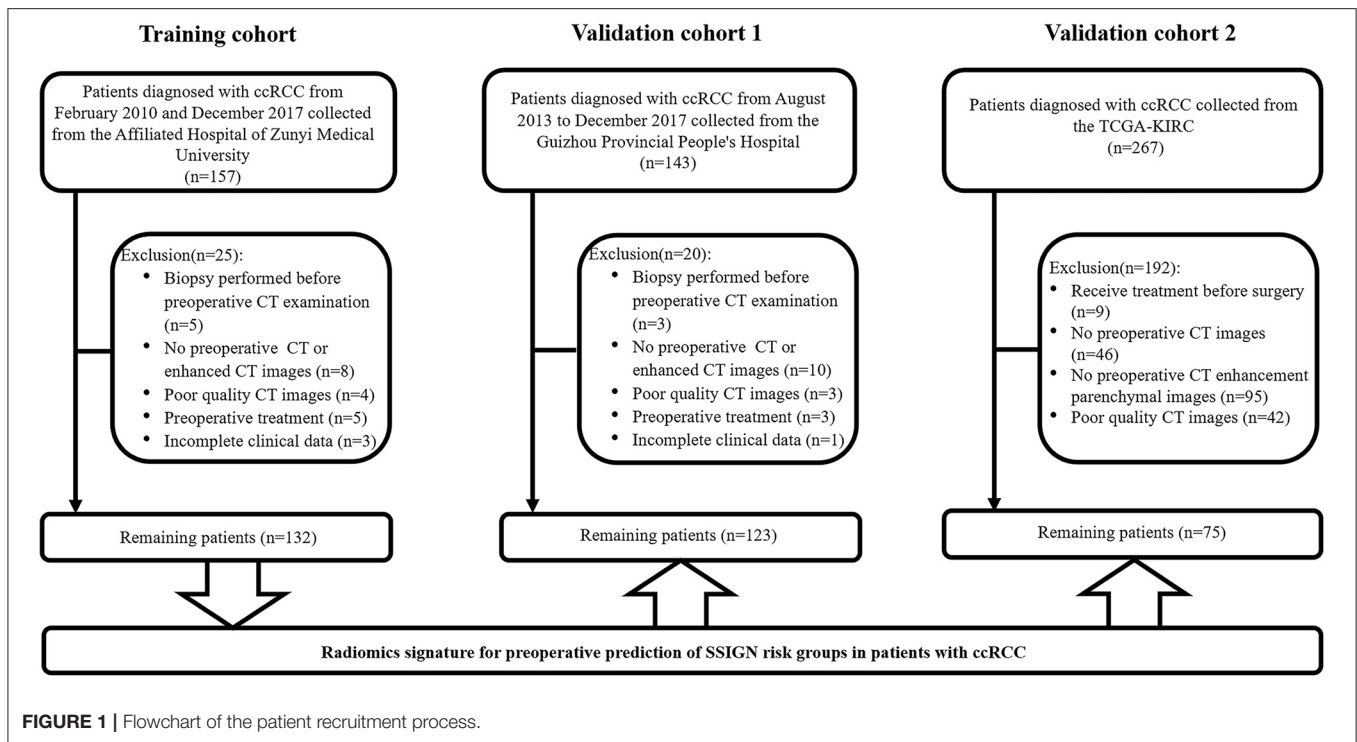 Training cohort
Patients diagnosed with ccRCC from
February 2010 and December 2017 collected
from the Affiliated Hospital of Zunyi Medical
University
(n=157)
Exclusion(n=25):
• Biopsy performed before
preoperative CT examination
(n=5)
• No preoperative CT or
enhanced CT images (n=8)
• Poor quality CT images (n=4)
• Preoperative treatment (n=5)
• Incomplete clinical data (n=3)
Remaining patients (n=132)
Validation cohort 1
Patients diagnosed with ccRCC from August
2013 to December 2017 collected from the
Guizhou Provincial People's Hospital
(n=143)
Exclusion(n=20):
• Biopsy performed before
preoperative CT examination
(n=3)
• No preoperative CT or
enhanced CT images (n=10)
• Poor quality CT images (n=3)
• Preoperative treatment (n=3)
• Incomplete clinical data (n=1)
Remaining patients (n=123)
Validation cohort 2
Patients diagnosed with ccRCC collected from
the TCGA-KIRC
(n=267)
Exclusion(n=192):
• Receive treatment before surgery
(n=9)
• No preoperative CT images
(n=46)
• No preoperative CT enhancement
parenchymal images (n=95)
• Poor quality CT images (n=42)
Remaining patients (n=75)
Radiomics signature for preoperative prediction of SSIGN risk groups in patients with ccRCC
FIGURE 1 | Flowchart of the patient recruitment process.